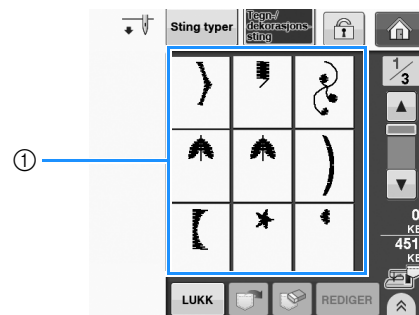 Sting typer
Tegn-/
dekorasjons-
sting
1/3
①
0
KB
451
KB
LUKK
REDIGER